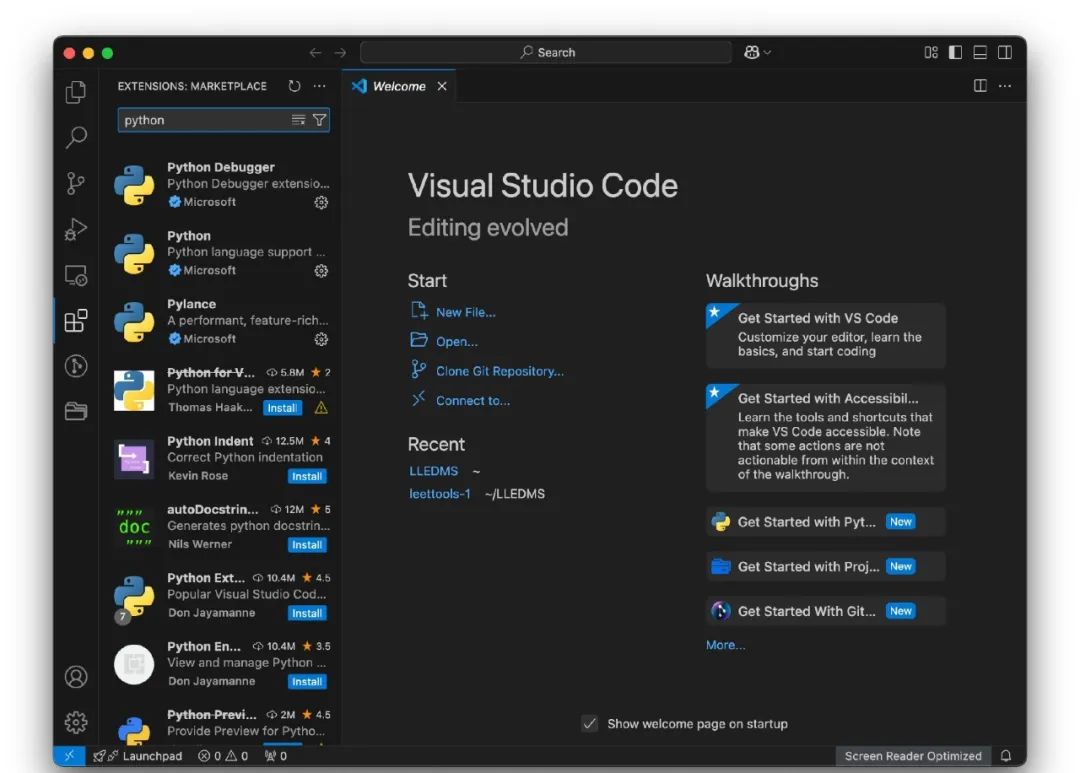 Search
EXTENSIONS: MARKETPLACE
Welcome
python
Python Debugger
Python Debugger extensio...
Microsoft
Python
Python language support ...
Microsoft
Pylance
A performant, feature-rich...
Microsoft
Python for V... 5.8M 2
Python language extensio...
Thomas Haak... Install
Python Indent 12.5M 4
Correct Python indentation
Kevin Rose Install
autoDocstrin... 12M 5
""" doc """
Generates python docstrin...
Nils Werner Install
Python Ext... 10.4M 4.5
Popular Visual Studio Cod...
7 Don Jayamanne Install
Python En... 10.4M 3.5
View and manage Python ...
Don Jayamanne Install
Python Previ... 2M 4.5
Provide Preview for Pytho...
Visual Studio Code
Editing evolved
Start
New File...
Open...
Clone Git Repository...
Connect to...
Recent
LLEDMS ~
leettools-1 ~/LLEDMS
Walkthroughs
Get Started with VS Code
Customize your editor, learn the
basics, and start coding
Get Started with Accessibil...
Learn the tools and shortcuts that
make VS Code accessible. Note
that some actions are not
actionable from within the context
of the walkthrough.
Get Started with Pyt... New
Get Started with Proj... New
Get Started With Git... New
More...
Show welcome page on startup
Launchpad 0 0 0
Screen Reader Optimized